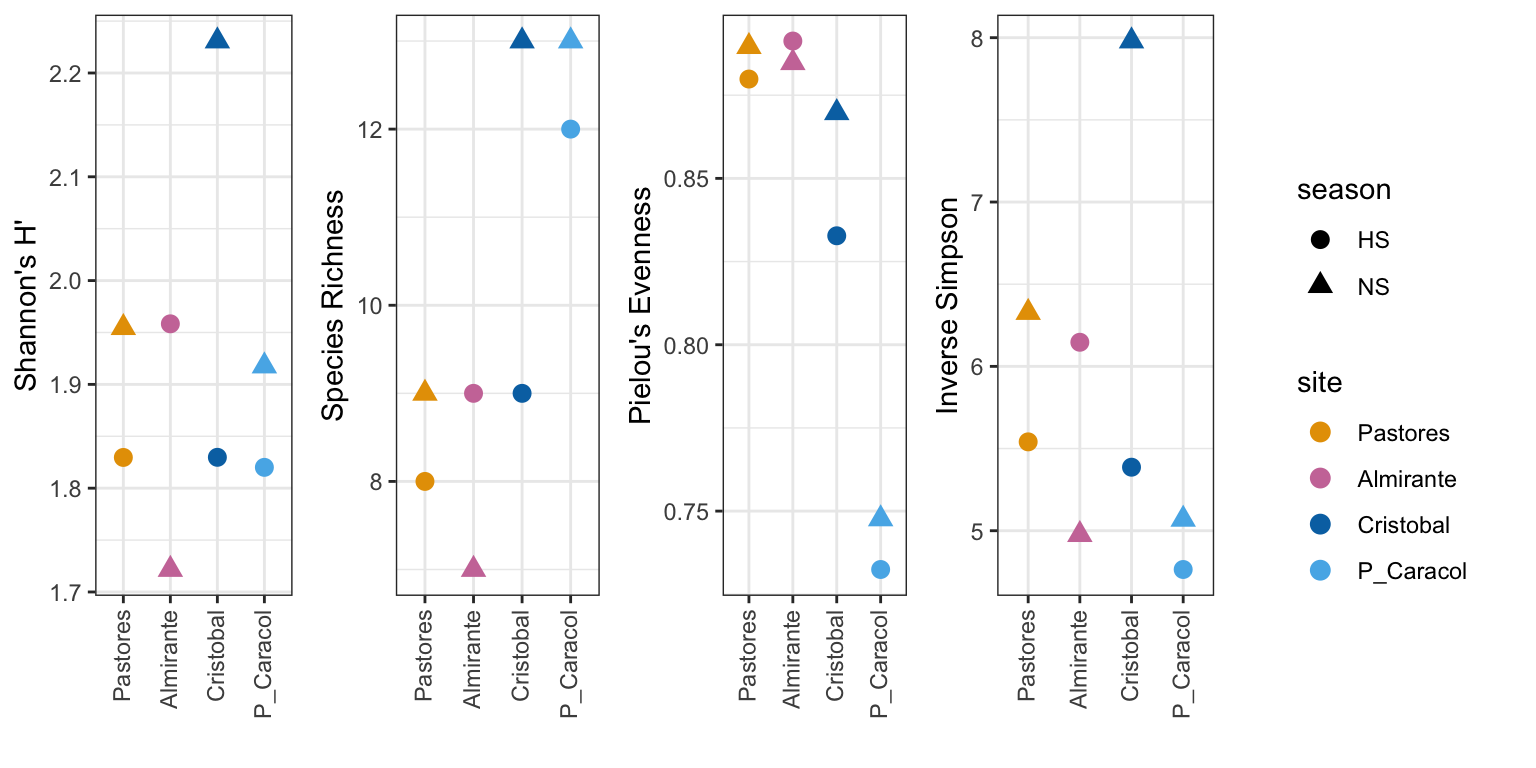 Shannon's H'
2.2
2.1
2.0
1.9
1.8
1.7
Pastores
Almirante
Cristobal
P_Caracol
Species Richness
12
10
8
Pastores
Almirante
Cristobal
P_Caracol
Pielou's Evenness
0.85
0.80
0.75
Pastores
Almirante
Cristobal
P_Caracol
Inverse Simpson
8
7
6
5
Pastores
Almirante
Cristobal
P_Caracol
season
HS
NS
site
Pastores
Almirante
Cristobal
P_Caracol